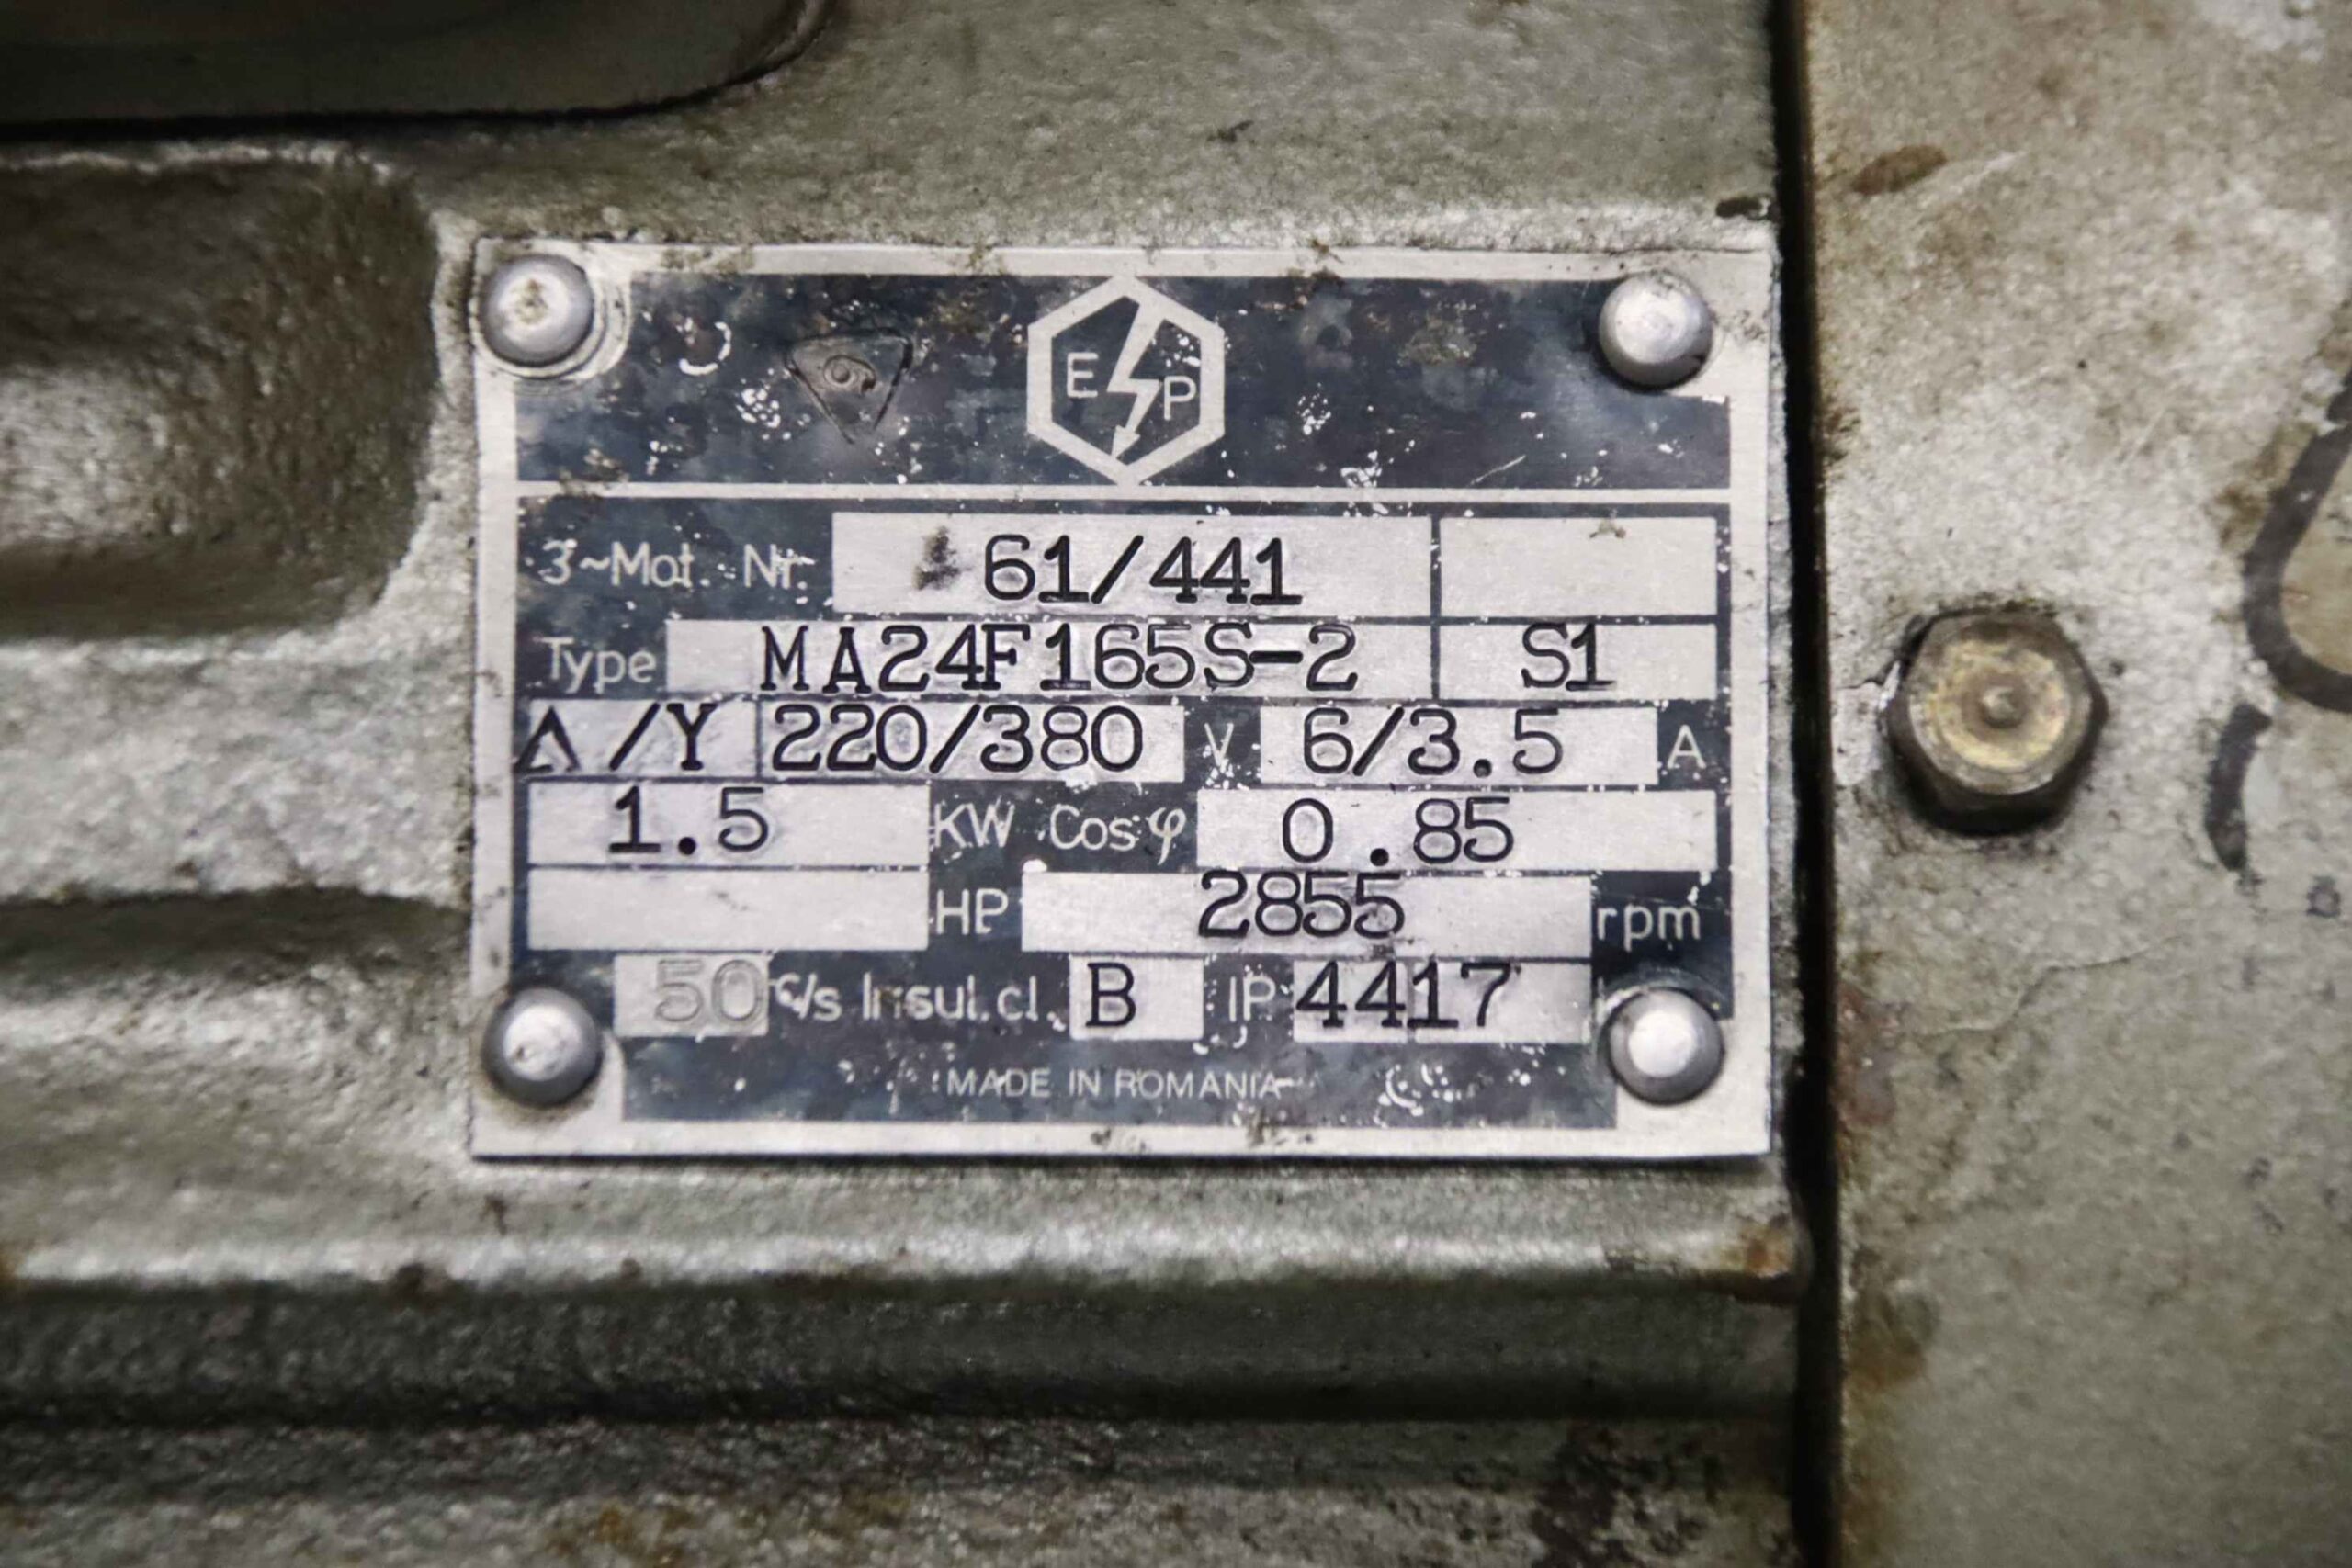 6
E P
3~Mot. Nr. 61/441
Type MA24F165S-2 S1
Δ/Y 220/380 V 6/3.5 A
1.5 KW Cos φ 0.85
HP 2855 rpm
50 c/s Insul.cl. B IP 4417
MADE IN ROMANIA